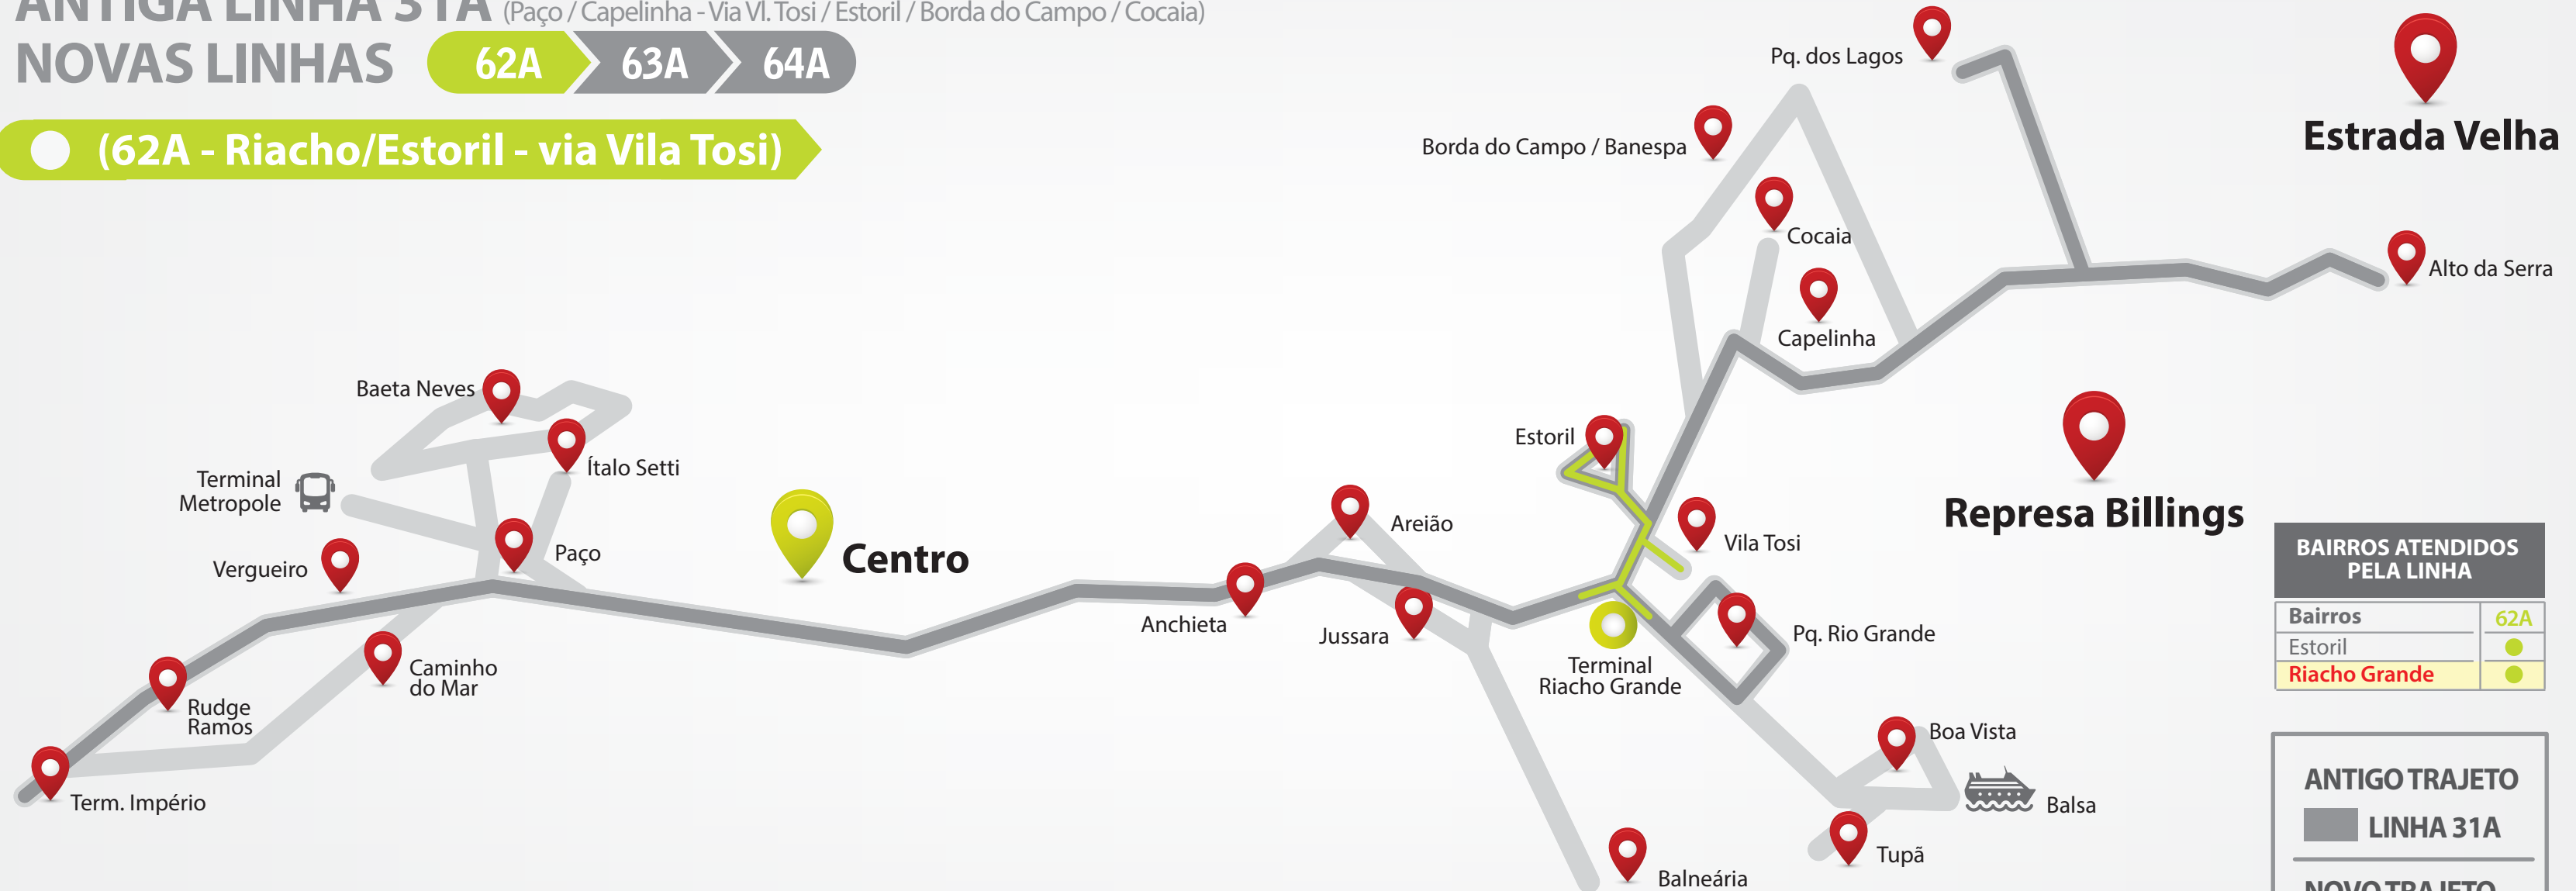 ANTIGA LINHA 31A (Paço / Capelinha - Via Vl. Tosi / Estoril / Borda do Campo / Cocaia)
NOVAS LINHAS 62A 63A 64A
(62A - Riacho/Estoril - via Vila Tosi)
Pq. dos Lagos
Estrada Velha
Borda do Campo / Banespa
Cocaia
Alto da Serra
Capelinha
Baeta Neves
Estoril
Ítalo Setti
Terminal
Metropole
Represa Billings
Areião
Vila Tosi
Paço
Centro
Vergueiro
Anchieta
Jussara
Pq. Rio Grande
Terminal
Riacho Grande
Caminho
do Mar
Rudge
Ramos
Boa Vista
Term. Império
Balsa
Tupã
Balneária
BAIRROS ATENDIDOS
PELA LINHA
Bairros 62A
Estoril
Riacho Grande
ANTIGO TRAJETO
LINHA 31A
NOVO TRAJETO